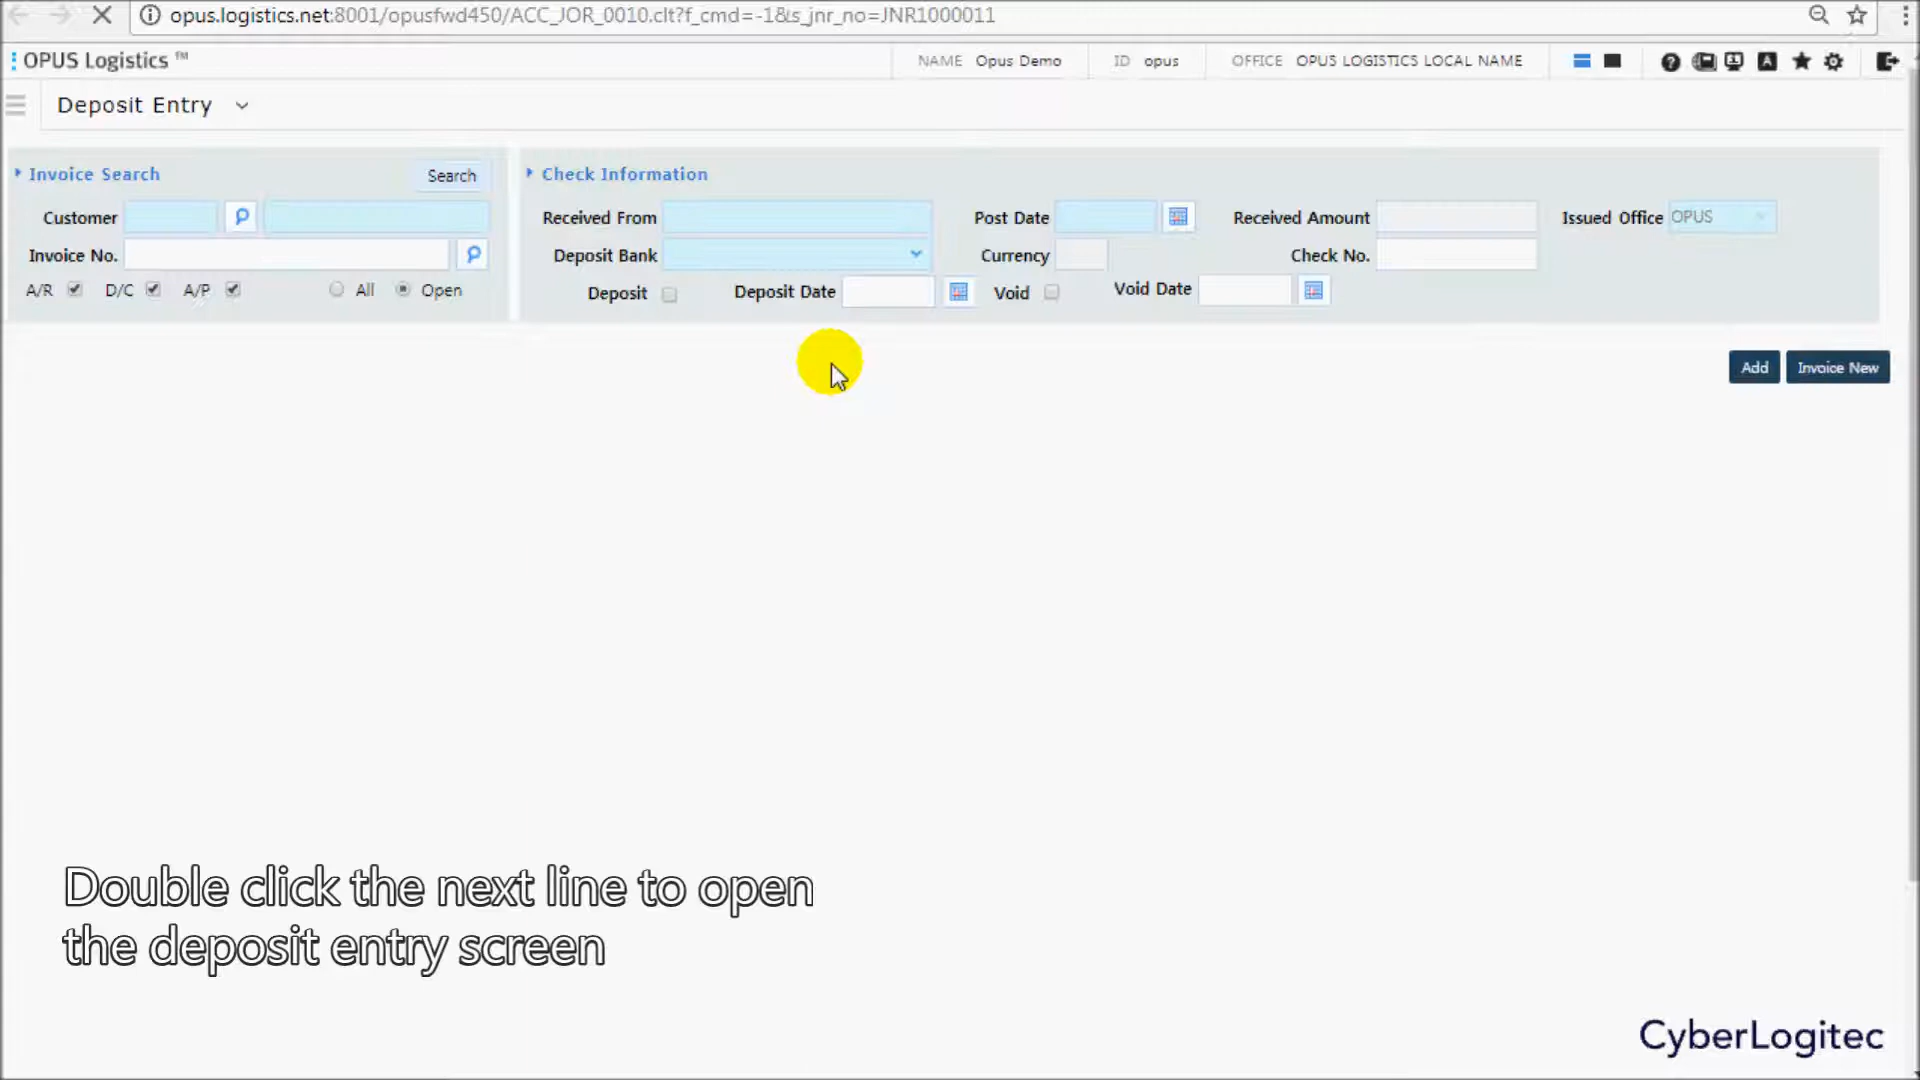 opus.logistics.net:8001/opusfwd450/ACC_JOR_0010.clt?f_cmd=-1&s_jnr_no=JNR1000011
OPUS Logistics ™
NAME Opus Demo
ID opus
OFFICE OPUS LOGISTICS LOCAL NAME
Deposit Entry
Invoice Search
Search
Customer
Invoice No.
A/R D/C A/P All Open
Check Information
Received From
Post Date
Received Amount
Issued Office OPUS
Deposit Bank
Currency
Check No.
Deposit
Deposit Date
Void
Void Date
Add
Invoice New
Double click the next line to open
the deposit entry screen
CyberLogitec